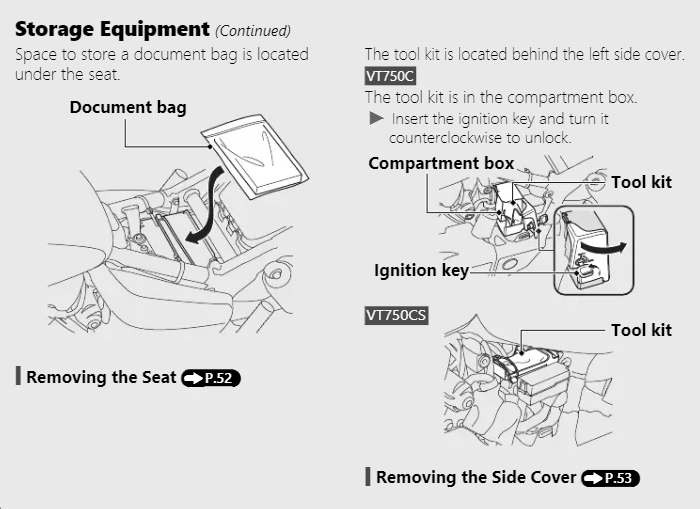 Storage Equipment (Continued)
Space to store a document bag is located
under the seat.
Document bag
Removing the Seat ➲P.52
The tool kit is located behind the left side cover.
VT750C
The tool kit is in the compartment box.
▶ Insert the ignition key and turn it
counterclockwise to unlock.
Compartment box
Tool kit
Ignition key
VT750CS
Tool kit
Removing the Side Cover ➲P.53